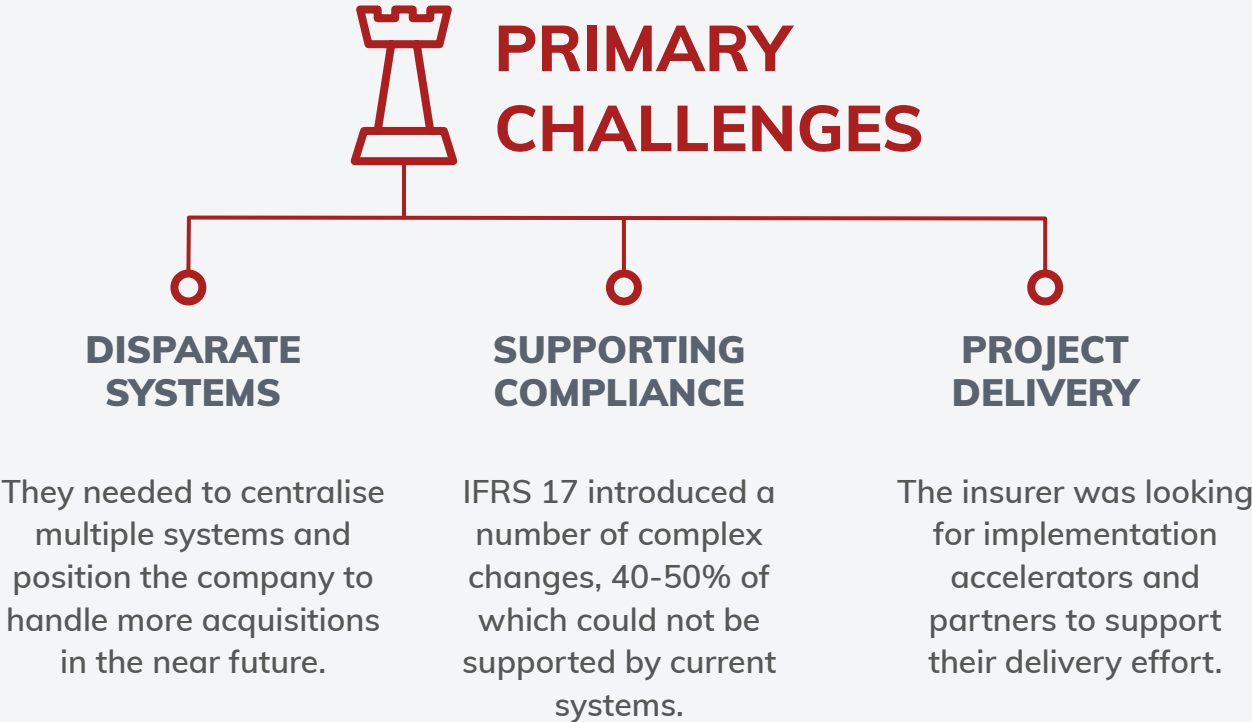 PRIMARY
CHALLENGES
DISPARATE
SYSTEMS
They needed to centralise
multiple systems and
position the company to
handle more acquisitions
in the near future.
SUPPORTING
COMPLIANCE
IFRS 17 introduced a
number of complex
changes, 40-50% of
which could not be
supported by current
systems.
PROJECT
DELIVERY
The insurer was looking
for implementation
accelerators and
partners to support
their delivery effort.